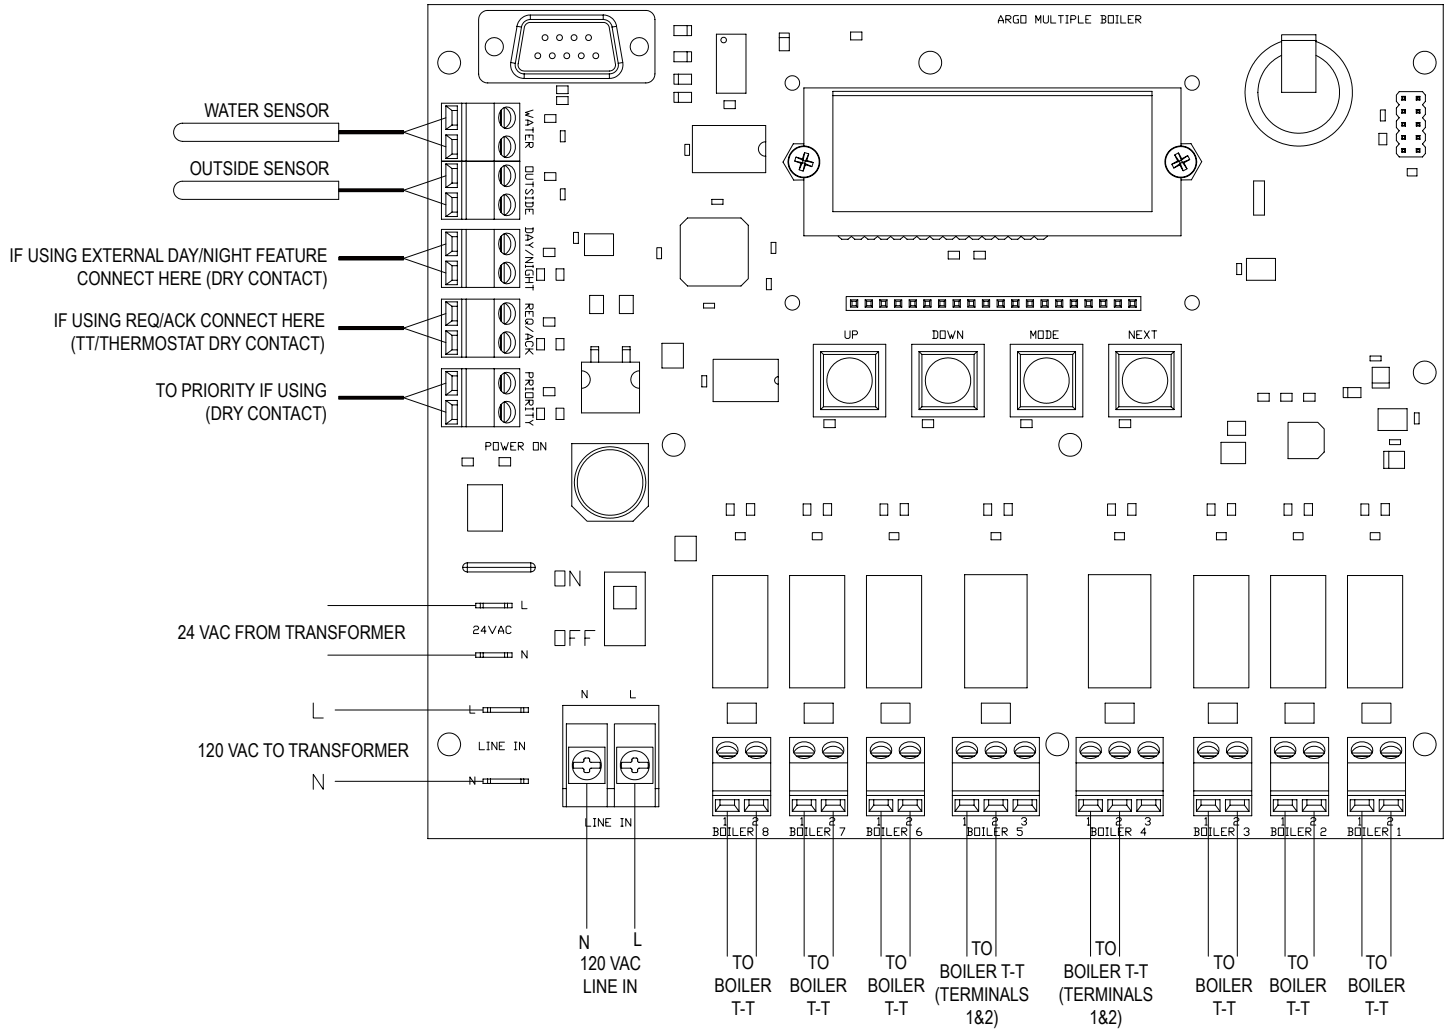 ARGO MULTIPLE BOILER
WATER SENSOR
WATER
OUTSIDE SENSOR
OUTSIDE
IF USING EXTERNAL DAY/NIGHT FEATURE
CONNECT HERE (DRY CONTACT)
DAY/NIGHT
IF USING REQ/ACK CONNECT HERE
(TT/THERMOSTAT DRY CONTACT)
REQ/ACK
TO PRIORITY IF USING
(DRY CONTACT)
PRIORITY
UP DOWN MODE NEXT
POWER ON
ON
OFF
L
24VAC
N
24 VAC FROM TRANSFORMER
L
L
LINE IN
120 VAC TO TRANSFORMER
N
N
N L
LINE IN
1 2
BOILER 8
1 2
BOILER 7
1 2
BOILER 6
1 2 3
BOILER 5
1 2 3
BOILER 4
1 2
BOILER 3
1 2
BOILER 2
1 2
BOILER 1
N L
120 VAC
LINE IN
TO
BOILER
T-T
TO
BOILER
T-T
TO
BOILER
T-T
TO
BOILER T-T
(TERMINALS
1&2)
TO
BOILER T-T
(TERMINALS
1&2)
TO
BOILER
T-T
TO
BOILER
T-T
TO
BOILER
T-T